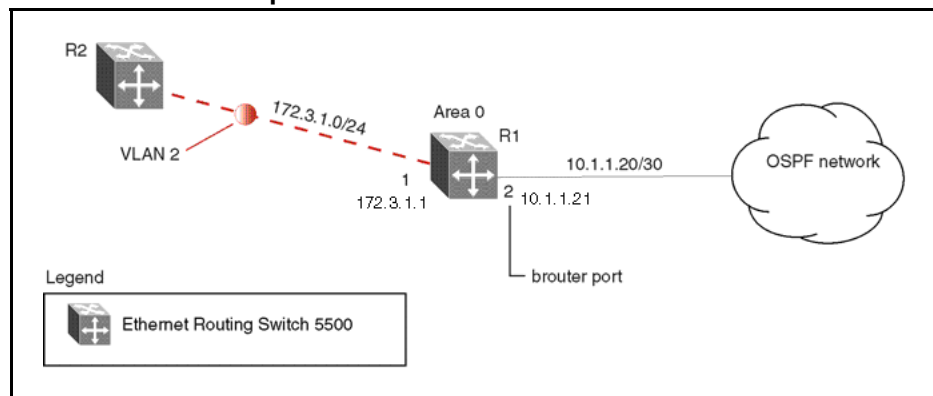 R2
172.3.1.0/24
VLAN 2
Area 0
R1
1
172.3.1.1
2
10.1.1.21
10.1.1.20/30
OSPF network
brouter port
Legend
Ethernet Routing Switch 5500